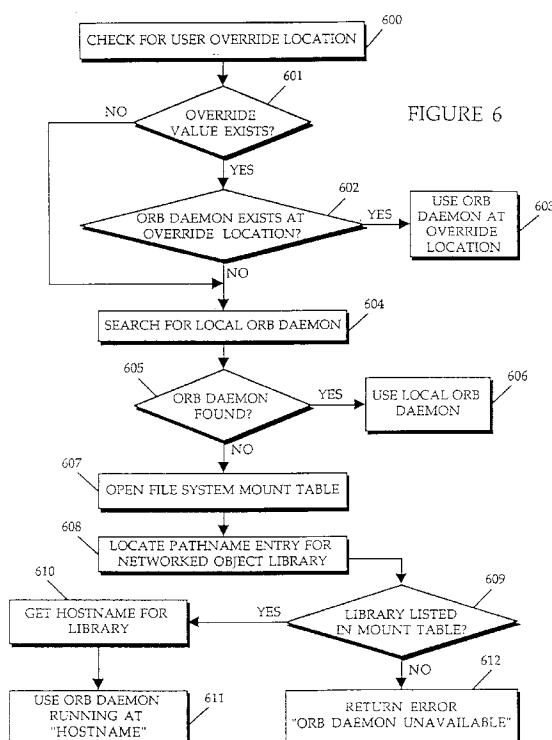 600
CHECK FOR USER OVERRIDE LOCATION
601
NO
OVERRIDE
VALUE EXISTS?
FIGURE 6
YES
602
ORB DAEMON EXISTS AT
OVERRIDE LOCATION?
YES
USE ORB
DAEMON AT
OVERRIDE
LOCATION
603
NO
604
SEARCH FOR LOCAL ORB DAEMON
605
ORB DAEMON
FOUND?
YES
USE LOCAL ORB
DAEMON
606
NO
607
OPEN FILE SYSTEM MOUNT TABLE
608
LOCATE PATHNAME ENTRY FOR
NETWORKED OBJECT LIBRARY
610
609
GET HOSTNAME FOR
LIBRARY
YES
LIBRARY LISTED
IN MOUNT TABLE?
NO
612
USE ORB DAEMON
RUNNING AT
"HOSTNAME"
611
RETURN ERROR
"ORB DAEMON UNAVAILABLE"